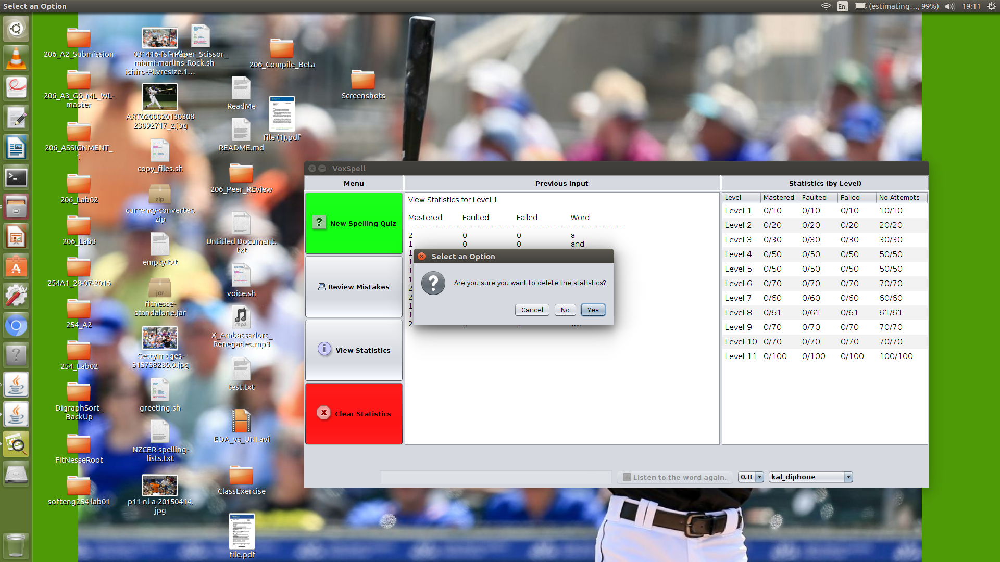 Select an Option
En2
(estimating..., 99%)
19:11
206_A2_Submission
206_A3_G6_ML_WL-
master
206_ASSIGNMENT_
1
206_Lab02
206_Lab3
254A1_28-07-2016
254_A2
254_Lab02
DigraphSort_
BackUp
FitNesseRoot
softeng254-lab01
miami-marlins-
ichiro-PI.vresize.1...
ART0200020130308
23092717_z.jpg
copy_files.sh
zip
currency-converter.
zip
empty.txt
jar
fitnesse-
standalone.jar
GettyImages-
515758286.0.jpg
greeting.sh
NZCER-spelling-
lists.txt
p11-nl-a-20150414.
jpg
Paper_Scissor_
Rock.sh
ReadMe
README.md
206_Peer_REview
Untitled Document.
txt
voice.sh
mp3
X_Ambassadors_
Renegades.mp3
test.txt
EDA_vs_UNI.avi
ClassExercise
file.pdf
206_Compile_Beta
file (1).pdf
Screenshots
VoxSpell
Menu
Previous Input
Statistics (by Level)
New Spelling Quiz
Review Mistakes
View Statistics
Clear Statistics
View Statistics for Level 1
Mastered Faulted Failed Word
2 0 0 a
1 0 0 and
1
1
1
1
2
2
1
1
2
Select an Option
Are you sure you want to delete the statistics?
Cancel No Yes
Level Mastered Faulted Failed No Attempts
Level 1 0/10 0/10 0/10 10/10
Level 2 0/20 0/20 0/20 20/20
Level 3 0/30 0/30 0/30 30/30
Level 4 0/50 0/50 0/50 50/50
Level 5 0/50 0/50 0/50 50/50
Level 6 0/70 0/70 0/70 70/70
Level 7 0/60 0/60 0/60 60/60
Level 8 0/61 0/61 0/61 61/61
Level 9 0/70 0/70 0/70 70/70
Level 10 0/70 0/70 0/70 70/70
Level 11 0/100 0/100 0/100 100/100
Listen to the word again.
0.8
kal_diphone